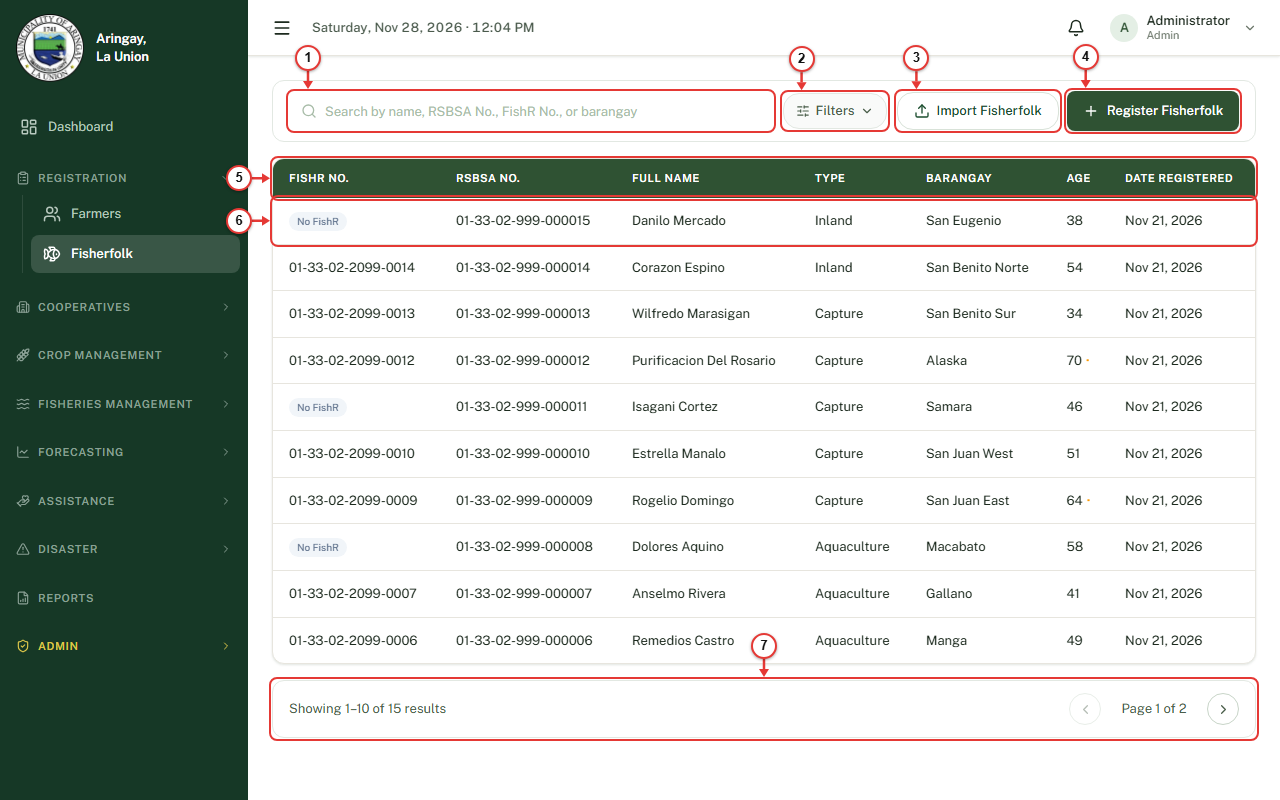 MUNICIPALITY OF ARINGAY
1741
LA UNION
Aringay,
La Union
Dashboard
REGISTRATION
Farmers
Fisherfolk
COOPERATIVES
CROP MANAGEMENT
FISHERIES MANAGEMENT
FORECASTING
ASSISTANCE
DISASTER
REPORTS
ADMIN
Saturday, Nov 28, 2026 · 12:04 PM
A
Administrator
Admin
1 2 3 4
Search by name, RSBSA No., FishR No., or barangay
Filters
Import Fisherfolk
Register Fisherfolk
5
FISHR NO. RSBSA NO. FULL NAME TYPE BARANGAY AGE DATE REGISTERED
6
No FishR 01-33-02-999-000015 Danilo Mercado Inland San Eugenio 38 Nov 21, 2026
01-33-02-2099-0014 01-33-02-999-000014 Corazon Espino Inland San Benito Norte 54 Nov 21, 2026
01-33-02-2099-0013 01-33-02-999-000013 Wilfredo Marasigan Capture San Benito Sur 34 Nov 21, 2026
01-33-02-2099-0012 01-33-02-999-000012 Purificacion Del Rosario Capture Alaska 70 · Nov 21, 2026
No FishR 01-33-02-999-000011 Isagani Cortez Capture Samara 46 Nov 21, 2026
01-33-02-2099-0010 01-33-02-999-000010 Estrella Manalo Capture San Juan West 51 Nov 21, 2026
01-33-02-2099-0009 01-33-02-999-000009 Rogelio Domingo Capture San Juan East 64 · Nov 21, 2026
No FishR 01-33-02-999-000008 Dolores Aquino Aquaculture Macabato 58 Nov 21, 2026
01-33-02-2099-0007 01-33-02-999-000007 Anselmo Rivera Aquaculture Gallano 41 Nov 21, 2026
01-33-02-2099-0006 01-33-02-999-000006 Remedios Castro Aquaculture Manga 49 Nov 21, 2026
7
Showing 1–10 of 15 results
Page 1 of 2